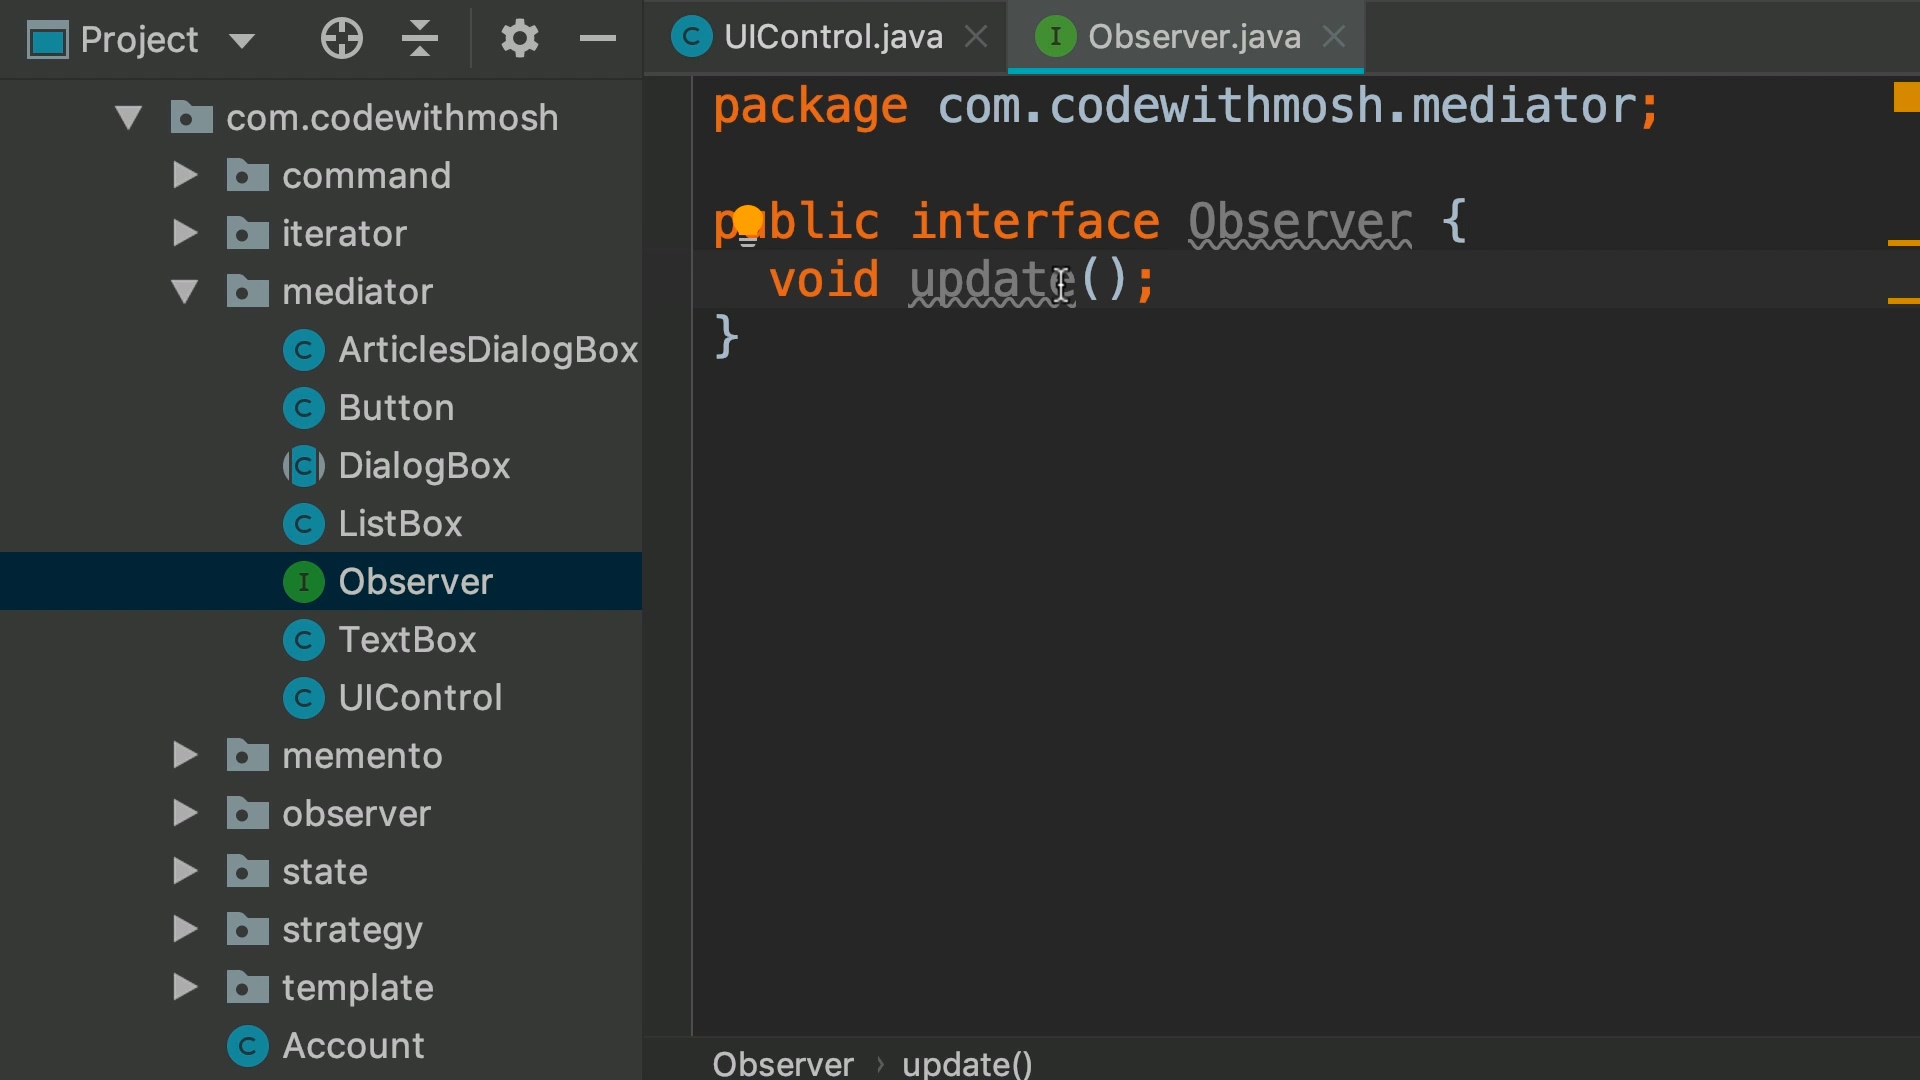 Project
com.codewithmosh
command
iterator
mediator
C ArticlesDialogBox
C Button
C DialogBox
C ListBox
I Observer
C TextBox
C UIControl
memento
observer
state
strategy
template
C Account
C UIControl.java
I Observer.java
package com.codewithmosh.mediator;
public interface Observer {
void update();
}
Observer › update()